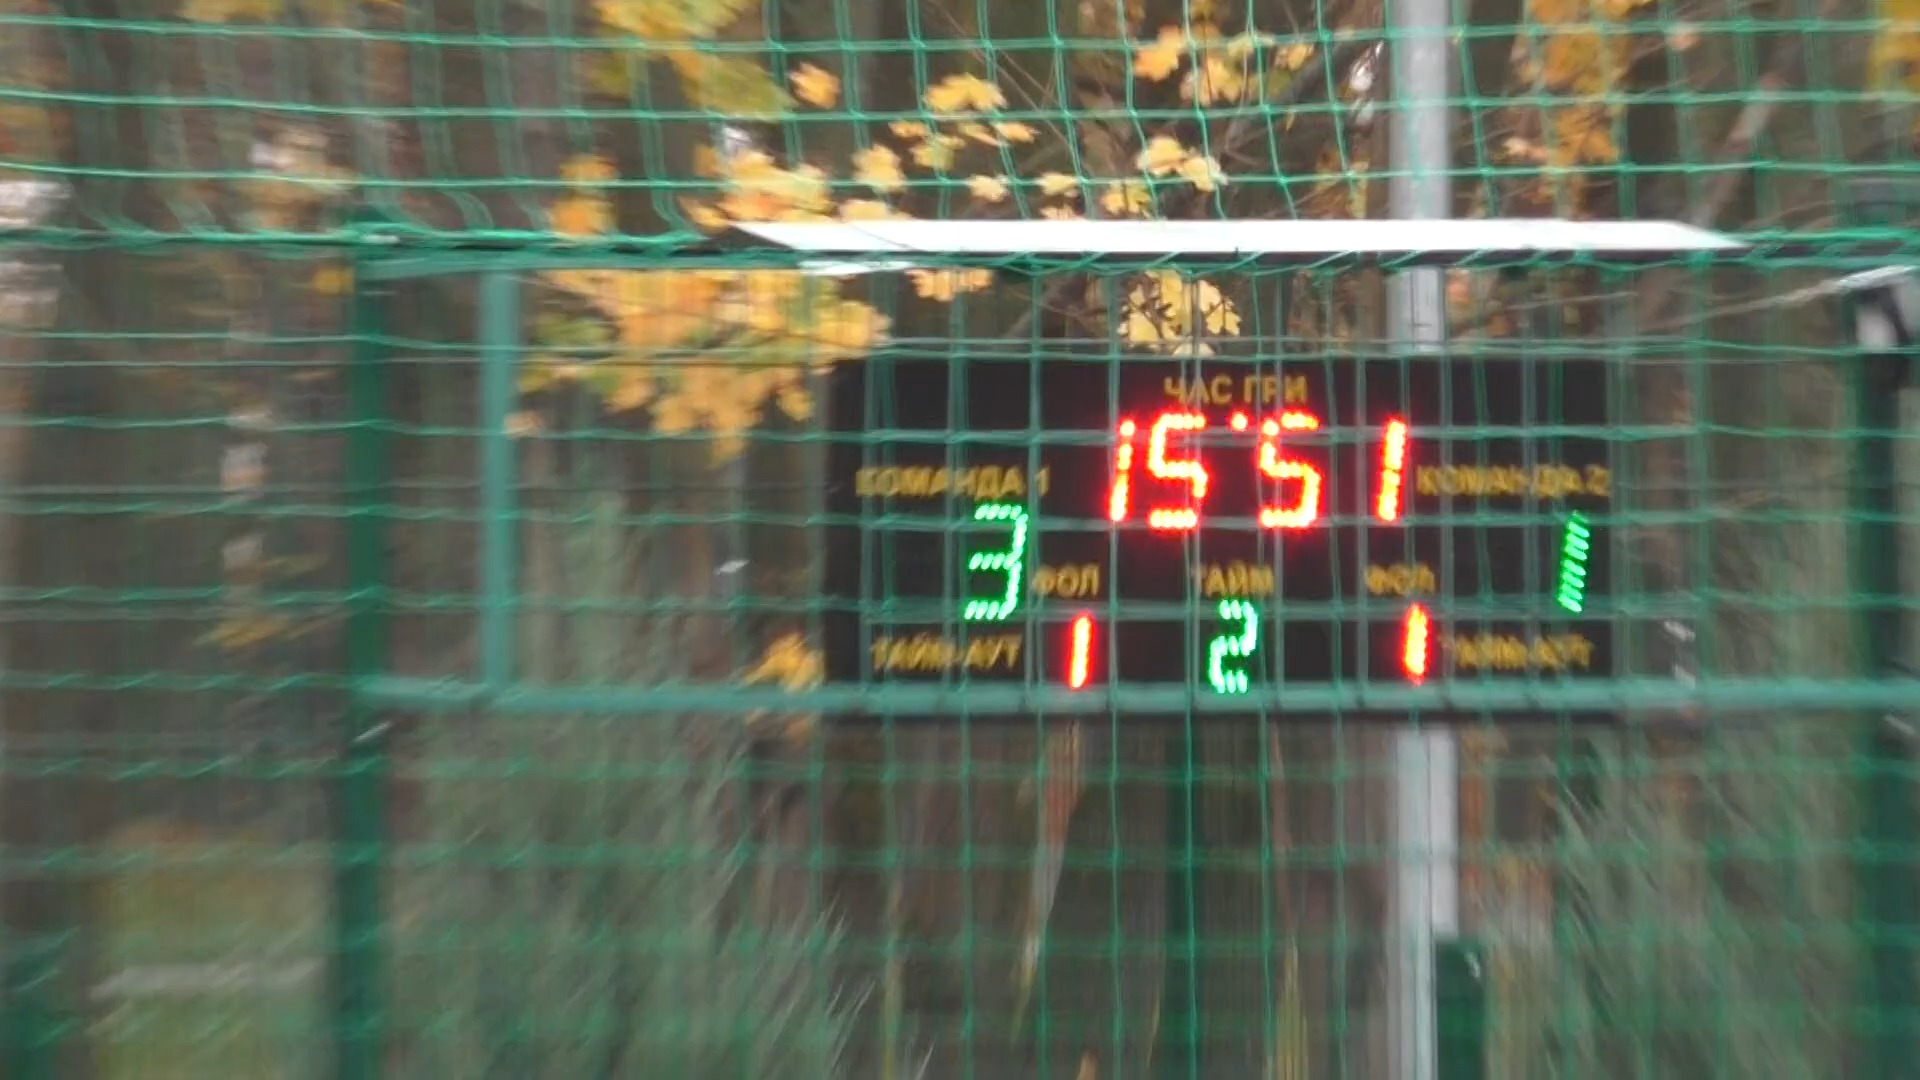 ЧАС ГРИ
15:51
КОМАНДА 1
КОМАНДА 2
3
1
ФОЛ
ТАЙМ
ФОЛ
1
2
1
ТАЙМ-АУТ
ТАЙМ-АУТ